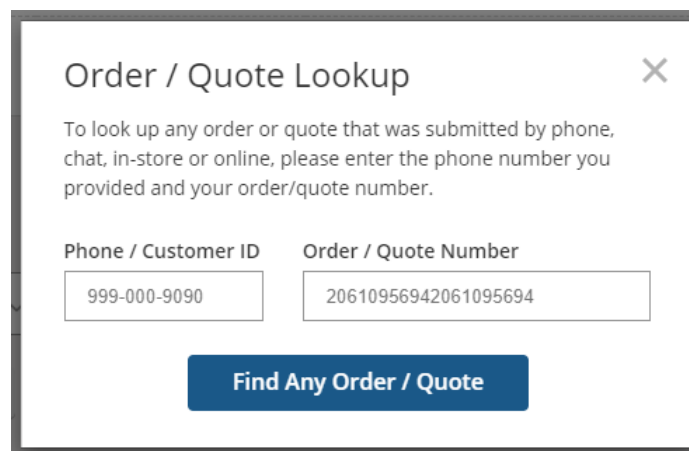 Order / Quote Lookup
To look up any order or quote that was submitted by phone,
chat, in-store or online, please enter the phone number you
provided and your order/quote number.
Phone / Customer ID
Order / Quote Number
999-000-9090
20610956942061095694
Find Any Order / Quote